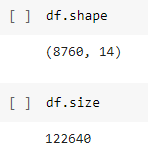 [ ] df.shape
(8760, 14)
[ ] df.size
122640